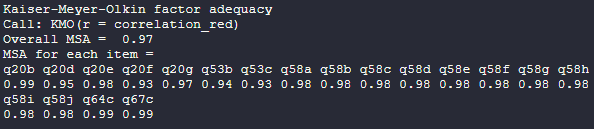 Kaiser-Meyer-Olkin factor adequacy
Call: KMO(r = correlation_red)
Overall MSA =  0.97
MSA for each item =
q20b q20d q20e q20f q20g q53b q53c q58a q58b q58c q58d q58e q58f q58g q58h
0.99 0.95 0.98 0.93 0.97 0.94 0.93 0.98 0.98 0.98 0.98 0.98 0.98 0.98 0.98
q58i q58j q64c q67c
0.98 0.98 0.99 0.99